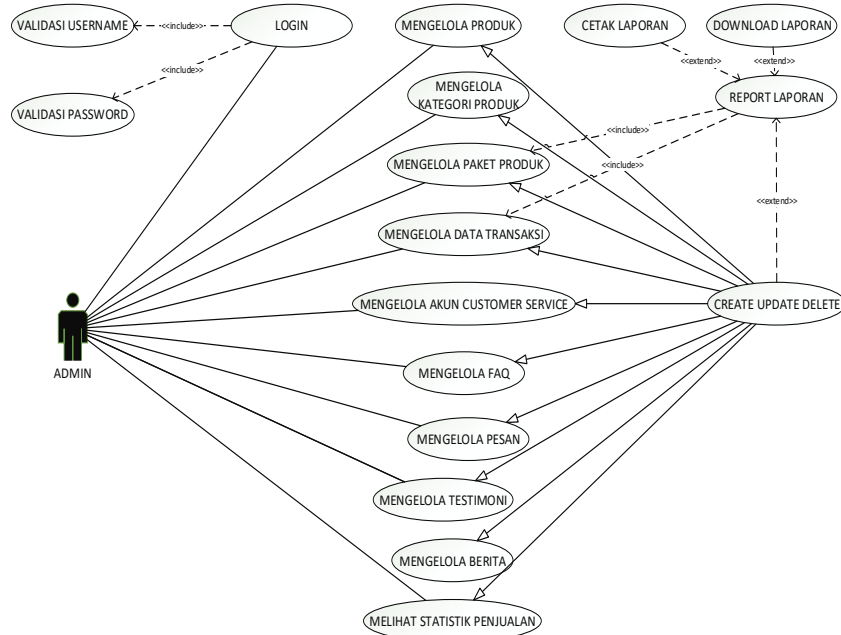 VALIDASI USERNAME
<<include>>
LOGIN
MENGELOLA PRODUK
CETAK LAPORAN
DOWNLOAD LAPORAN
<<include>>
<<extend>>
<<extend>>
VALIDASI PASSWORD
MENGELOLA
KATEGORI PRODUK
REPORT LAPORAN
<<include>>
MENGELOLA PAKET PRODUK
<<include>>
<<extend>>
MENGELOLA DATA TRANSAKSI
MENGELOLA AKUN CUSTOMER SERVICE
CREATE UPDATE DELETE
ADMIN
MENGELOLA FAQ
MENGELOLA PESAN
MENGELOLA TESTIMONI
MENGELOLA BERITA
MELIHAT STATISTIK PENJUALAN